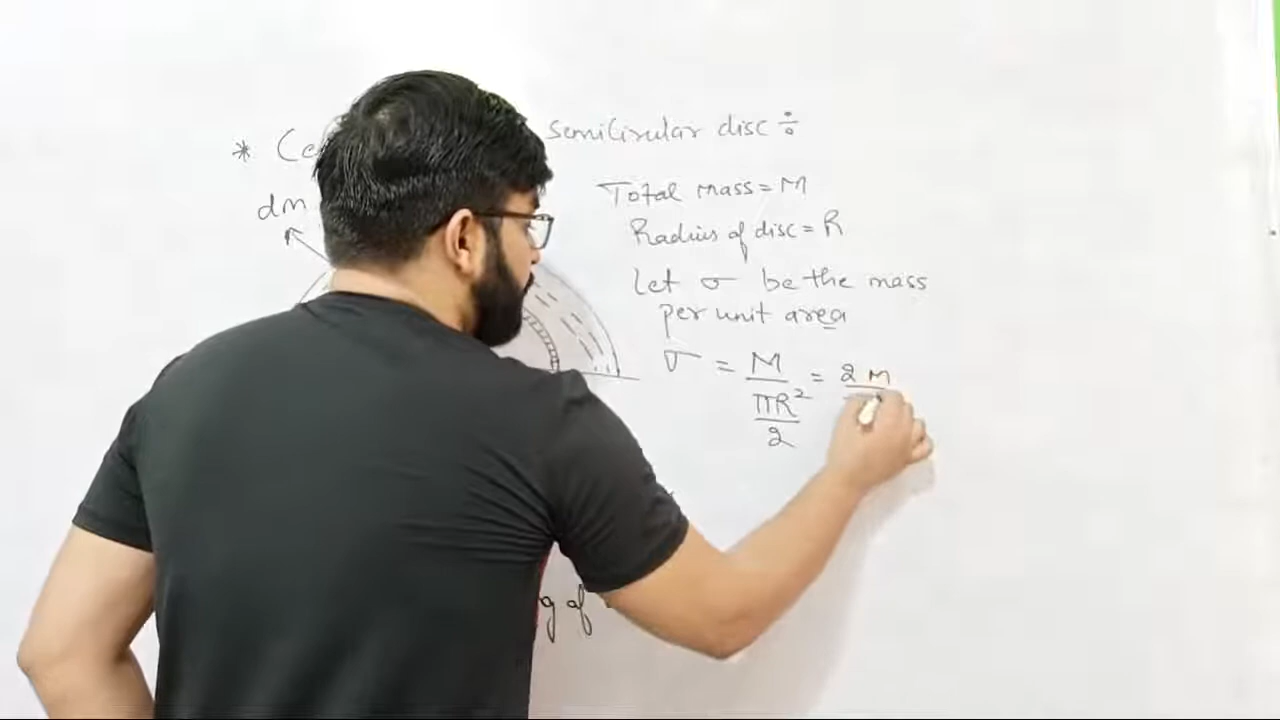 * semiCircular disc ÷
dm
Total mass = M
Radius of disc = R
Let σ be the mass
per unit area
σ = M / πR² / 2 = 2M
of